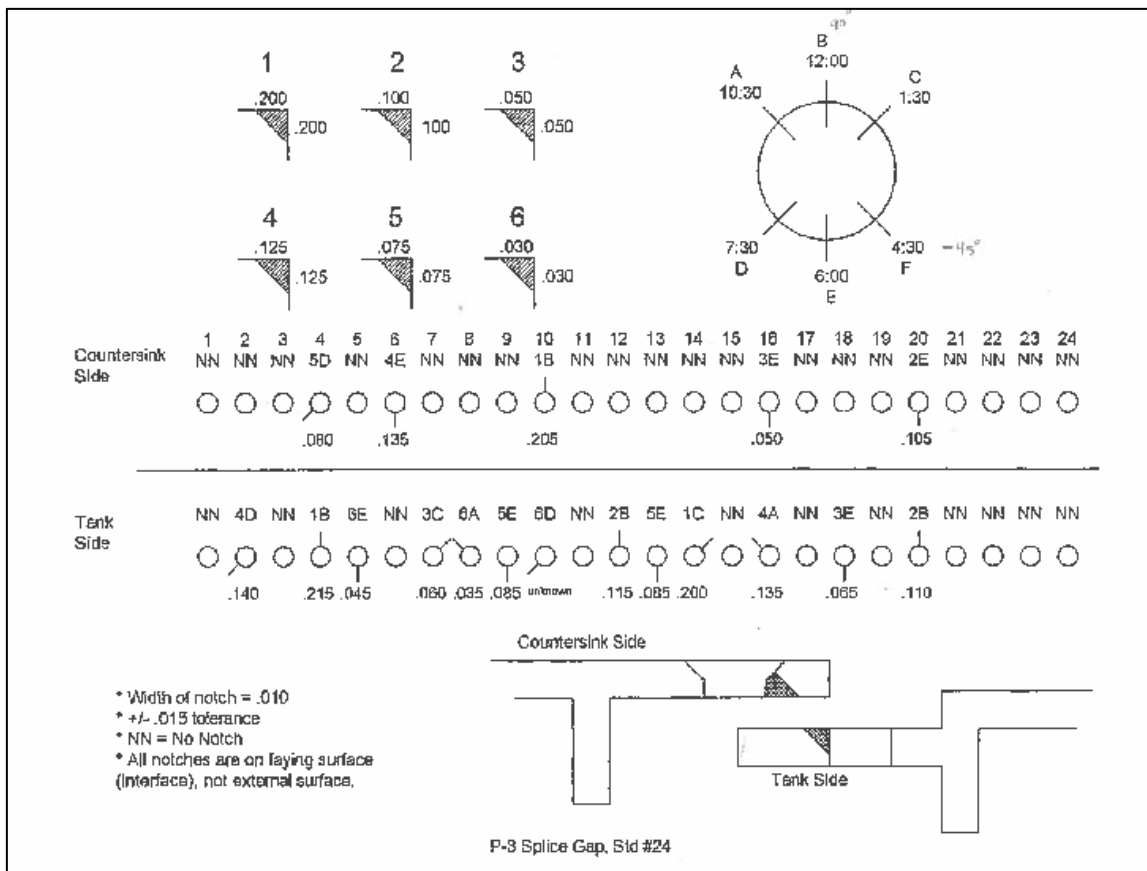 90°
B
12:00
A
10:30
C
1:30
1 2 3
.200 .100 .050
.200 100 .050
4 5 6
.125 .075 .030
.125 .075 .030
7:30
D
6:00
E
4:30
F
-45°
1 2 3 4 5 6 7 8 9 10 11 12 13 14 15 16 17 18 19 20 21 22 23 24
Countersink Side
NN NN NN 5D NN 4E NN NN NN 1B NN NN NN NN NN 3E NN NN NN 2E NN NN NN NN
.080 .135 .205 .050 .105
Tank Side
NN 4D NN 1B 6E NN 3C 6A 5E 6D NN 2B 5E 1C NN 4A NN 3E NN 2B NN NN NN NN
.140 .215 .045 .060 .035 .085 unknown .115 .085 .200 .135 .065 .110
Countersink Side
* Width of notch = .010
* +/- .015 tolerance
* NN = No Notch
* All notches are on faying surface
(interface), not external surface.
Tank Side
P-3 Splice Gap, Std #24